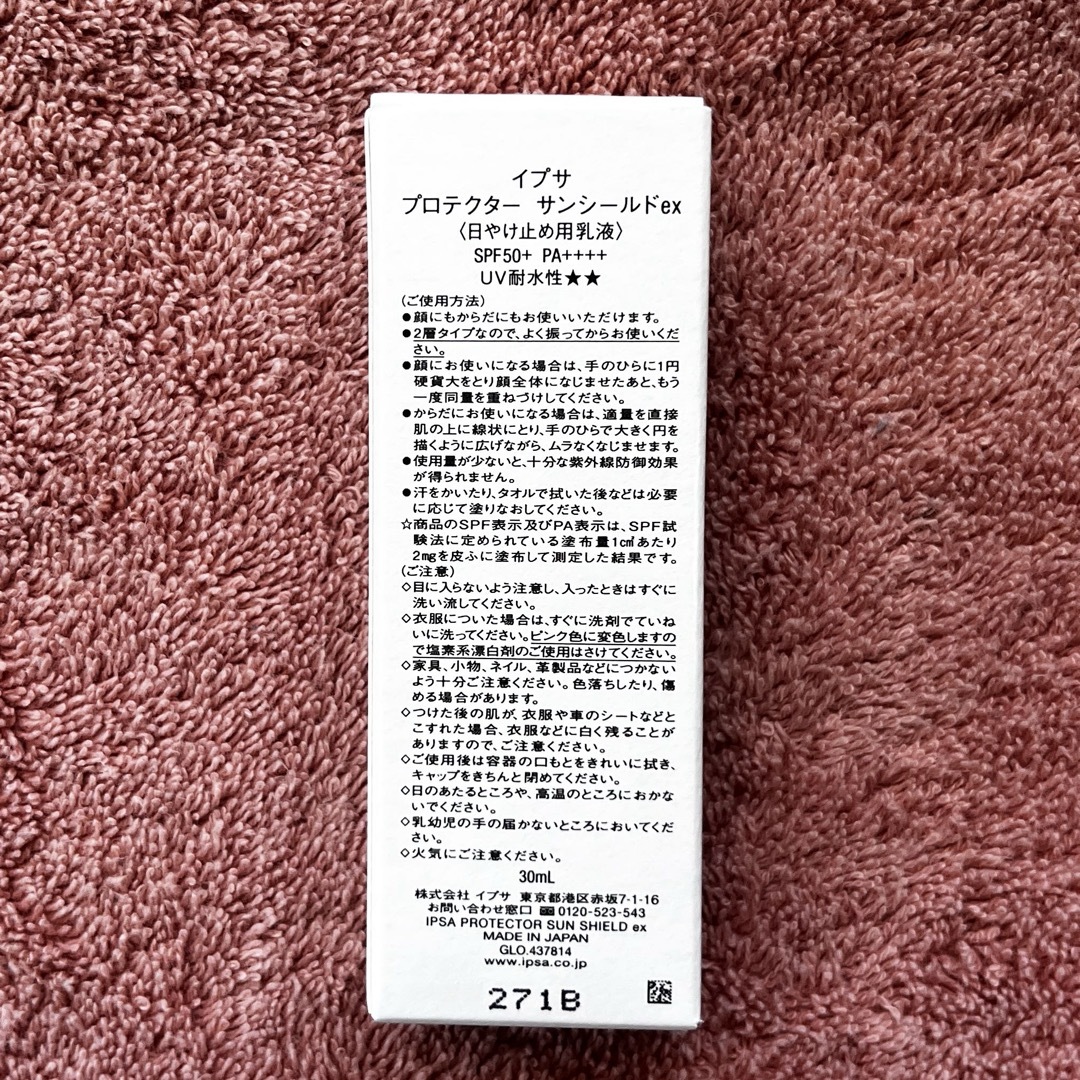 イプサ
プロテクター サンシールドex
〈日やけ止め用乳液〉
SPF50+ PA++++
UV耐水性★★
(ご使用方法)
●顔にもからだにもお使いいただけます。
●2層タイプなので、よく振ってからお使いくだ
さい。
●顔にお使いになる場合は、手のひらに1円
硬貨大をとり顔全体になじませたあと、もう
一度同量を重ねづけしてください。
●からだにお使いになる場合は、適量を直接
肌の上に線状にとり、手のひらで大きく円を
描くように広げながら、ムラなくなじませます。
●使用量が少ないと、十分な紫外線防御効果
が得られません。
●汗をかいたり、タオルで拭いた後などは必要
に応じて塗りなおしてください。
☆商品のSPF表示及びPA表示は、SPF試
験法に定められている塗布量1c㎡あたり
2mgを皮ふに塗布して測定した結果です。
(ご注意)
◇目に入らないよう注意し、入ったときはすぐに
洗い流してください。
◇衣服についた場合は、すぐに洗剤でていね
いに洗ってください。ピンク色に変色しますの
で塩素系漂白剤のご使用はさけてください。
◇家具、小物、ネイル、革製品などにつかない
よう十分ご注意ください。色落ちしたり、傷
める場合があります。
◇つけた後の肌が、衣服や車のシートなどと
こすれた場合、衣服などに白く残ることが
ありますので、ご注意ください。
◇ご使用後は容器の口もとをきれいに拭き、
キャップをきちんと閉めてください。
◇日のあたるところや、高温のところにおかな
いでください。
◇乳幼児の手の届かないところにおいてくだ
さい。
◇火気にご注意ください。
30mL
株式会社 イプサ 東京都港区赤坂7-1-16
お問い合わせ窓口 0120-523-543
IPSA PROTECTOR SUN SHIELD ex
MADE IN JAPAN
GLO.437814
www.ipsa.co.jp
271B